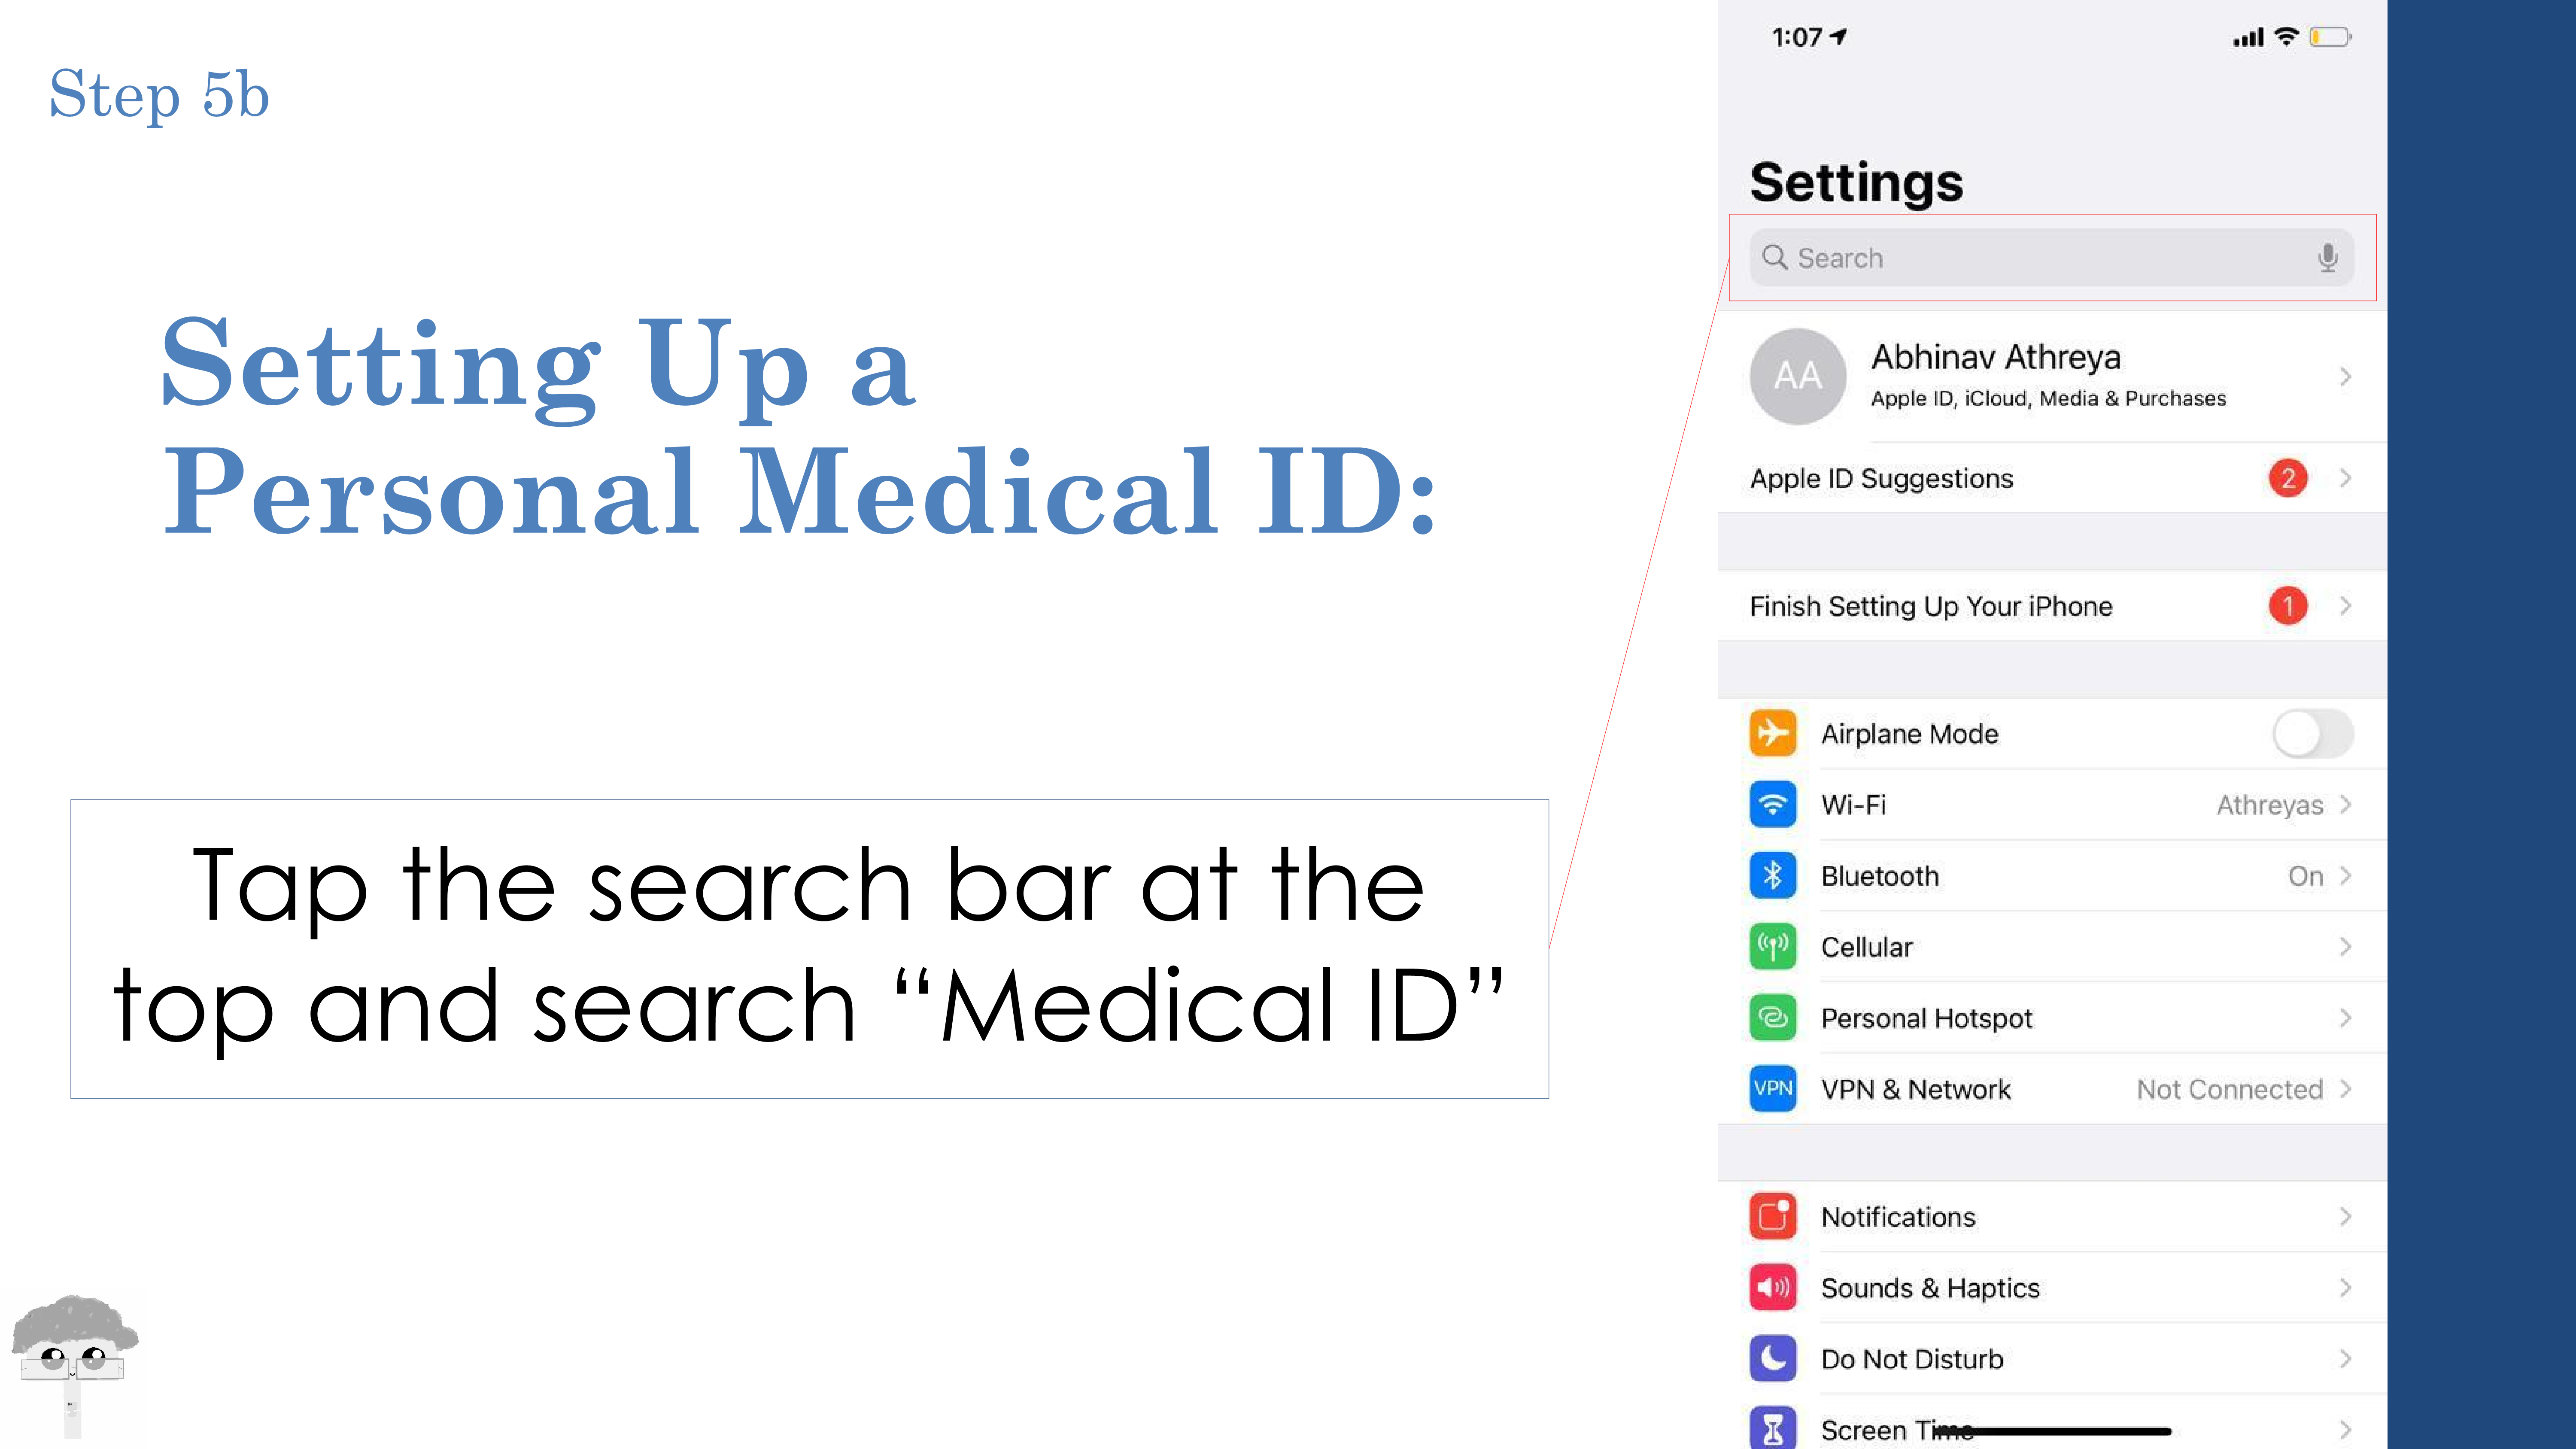 Step 5b
Setting Up a
Personal Medical ID:
Tap the search bar at the
top and search “Medical ID”
1:07
Settings
Search
AA
Abhinav Athreya
Apple ID, iCloud, Media & Purchases
Apple ID Suggestions 2
Finish Setting Up Your iPhone 1
Airplane Mode
Wi-Fi Athreyas
Bluetooth On
Cellular
Personal Hotspot
VPN VPN & Network Not Connected
Notifications
Sounds & Haptics
Do Not Disturb
Screen Time